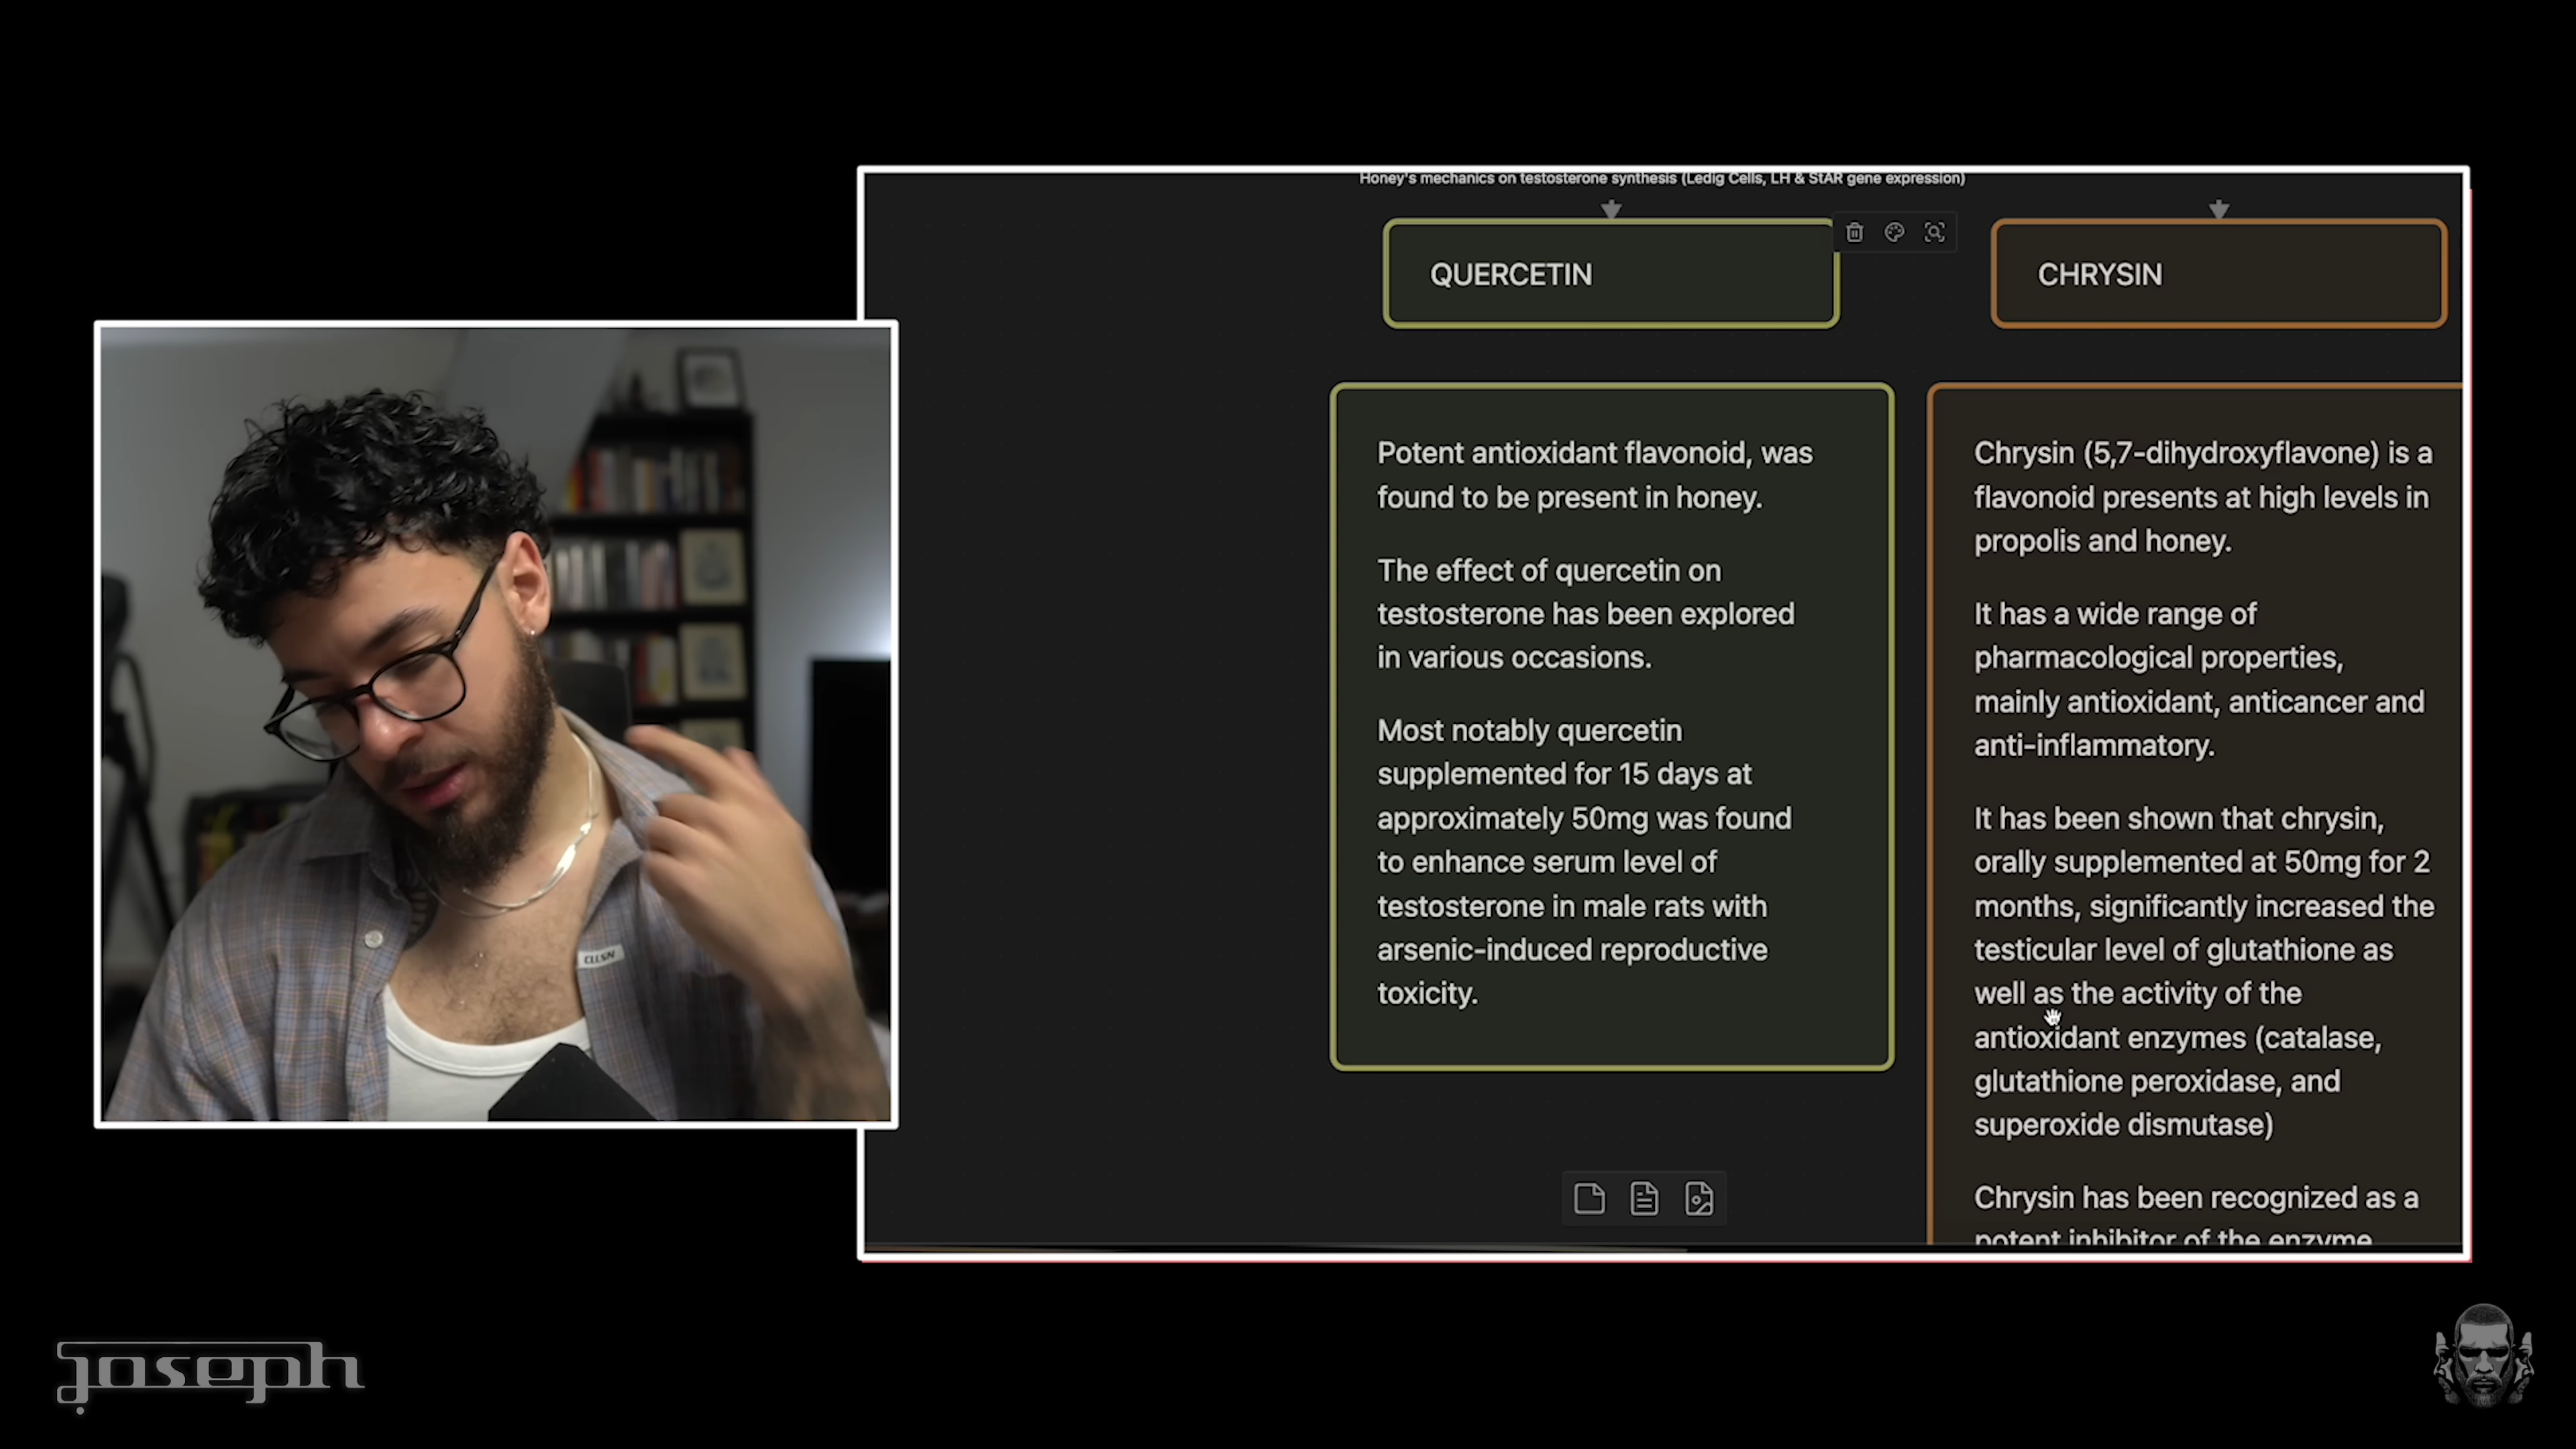 Honey's mechanics on testosterone synthesis (Ledig Cells, LH & StAR gene expression)
QUERCETIN
Potent antioxidant flavonoid, was
found to be present in honey.
The effect of quercetin on
testosterone has been explored
in various occasions.
Most notably quercetin
supplemented for 15 days at
approximately 50mg was found
to enhance serum level of
testosterone in male rats with
arsenic-induced reproductive
toxicity.
CHRYSIN
Chrysin (5,7-dihydroxyflavone) is a
flavonoid presents at high levels in
propolis and honey.
It has a wide range of
pharmacological properties,
mainly antioxidant, anticancer and
anti-inflammatory.
It has been shown that chrysin,
orally supplemented at 50mg for 2
months, significantly increased the
testicular level of glutathione as
well as the activity of the
antioxidant enzymes (catalase,
glutathione peroxidase, and
superoxide dismutase)
Chrysin has been recognized as a
potent inhibitor of the enzyme
CLLSN
joseph